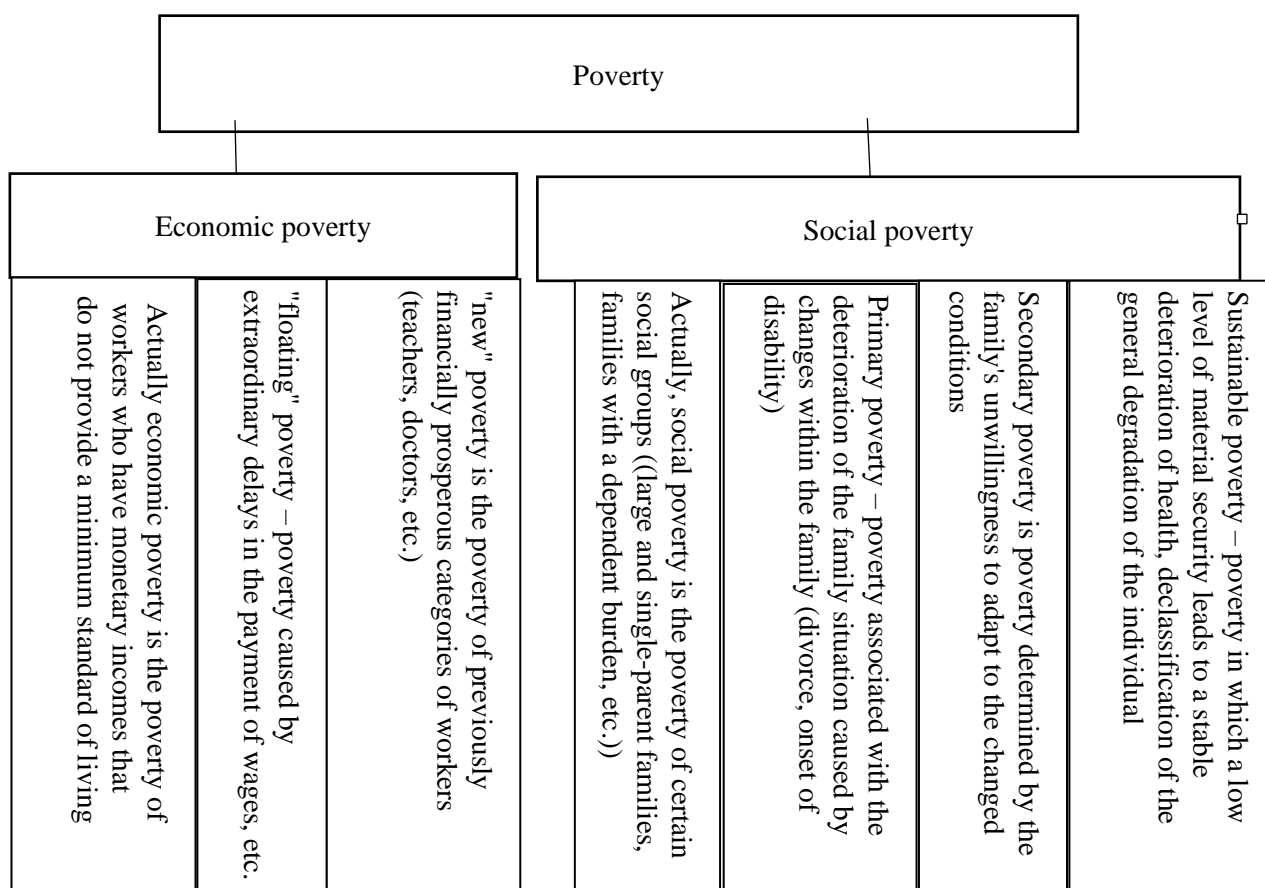 Poverty
Economic poverty
Social poverty
Actually economic poverty is the poverty of
workers who have monetary incomes that
do not provide a minimum standard of living
"floating" poverty – poverty caused by
extraordinary delays in the payment of wages, etc.
"new" poverty is the poverty of previously
financially prosperous categories of workers
(teachers, doctors, etc.)
Actually, social poverty is the poverty of certain
social groups ((large and single-parent families,
families with a dependent burden, etc.))
Primary poverty – poverty associated with the
deterioration of the family situation caused by
changes within the family (divorce, onset of
disability)
Secondary poverty is poverty determined by the
family's unwillingness to adapt to the changed
conditions
Sustainable poverty – poverty in which a low
level of material security leads to a stable
deterioration of health, declassification of the
general degradation of the individual